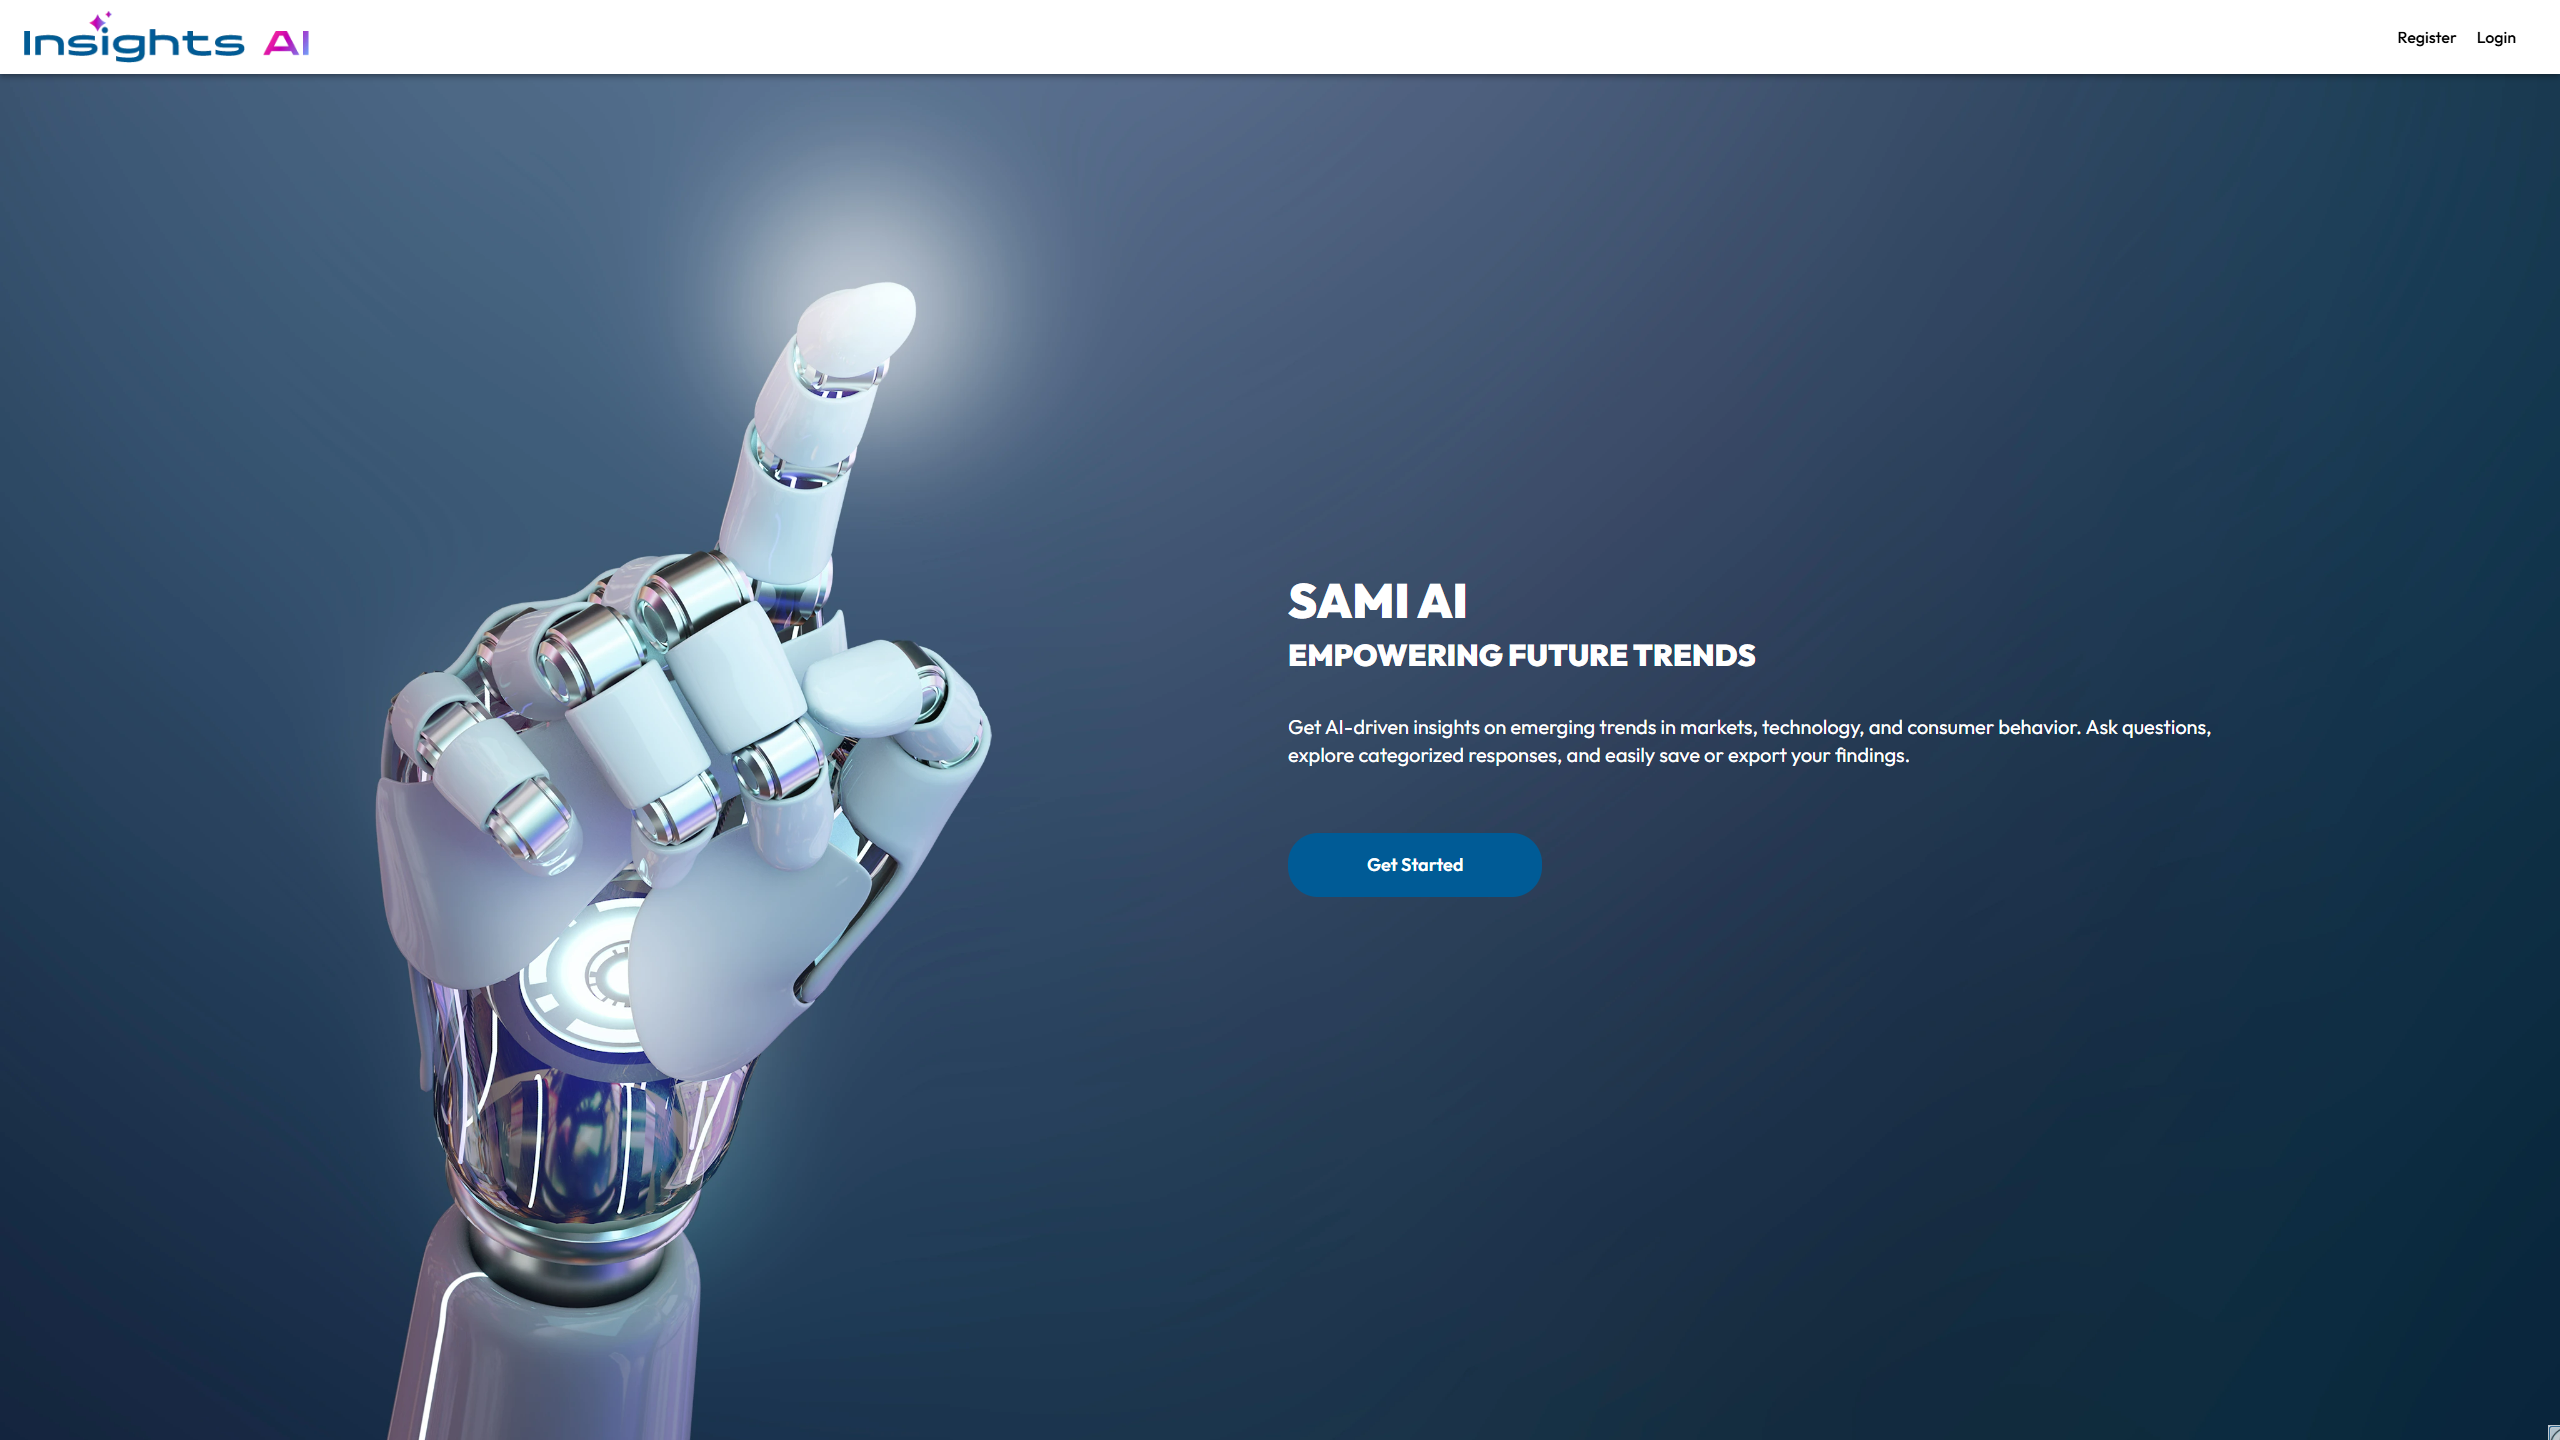 Insights AI
Register Login
SAMI AI
EMPOWERING FUTURE TRENDS
Get AI-driven insights on emerging trends in markets, technology, and consumer behavior. Ask questions,
explore categorized responses, and easily save or export your findings.
Get Started